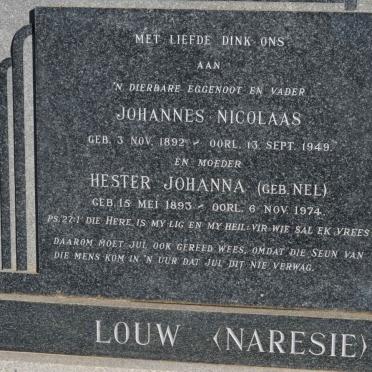 MET LIEFDE DINK ONS
AAN
'N DIERBARE EGGENOOT EN VADER
JOHANNES NICOLAAS
GEB. 3 NOV. 1892 - OORL. 13 SEPT. 1949.
EN MOEDER
HESTER JOHANNA (GEB. NEL)
GEB. 15 MEI 1893 - OORL. 6 NOV. 1974.
PS. 27:1 DIE HERE IS MY LIG EN MY HEIL: VIR WIE SAL EK VREES
DAAROM MOET JUL OOK GEREED WEES, OMDAT DIE SEUN VAN
DIE MENS KOM IN 'N UUR DAT JUL DIT NIE VERWAG.
LOUW (NARESIE)